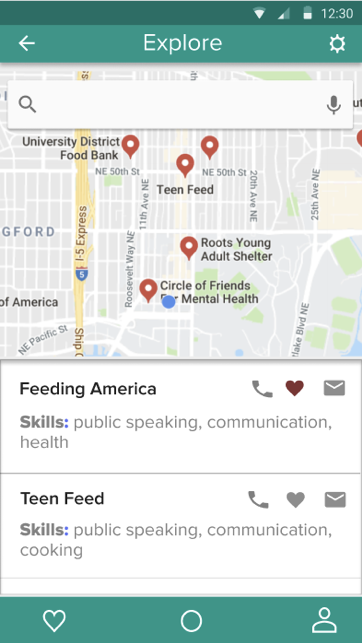 12:30
Explore
I-5 Express
University District
Food Bank
NE 50th St
NE 50th St
Teen Feed
11th Ave NE
20th Ave NE
25th Ave NE
GFORD
Roosevelt Way NE
Roots Young
Adult Shelter
5
Circle of Friends
For Mental Health
of America
NE Pacific St
Ship C
lake Blvd NE
Feeding America
Skills: public speaking, communication,
health
Teen Feed
Skills: public speaking, communication,
cooking